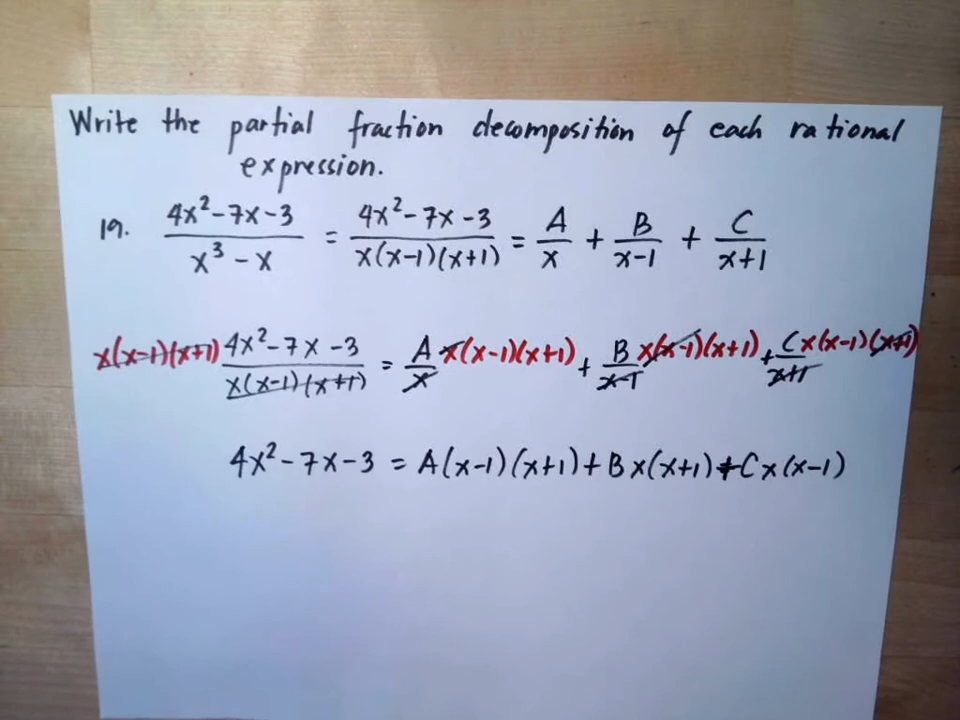 Write the partial fraction decomposition of each rational
expression.
19. (4x²-7x-3)/(x³-x) = (4x²-7x-3)/(x(x-1)(x+1)) = A/x + B/(x-1) + C/(x+1)
x(x-1)(x+1) (4x²-7x-3)/(x(x-1)(x+1)) = A/x x(x-1)(x+1) + B/(x-1) x(x-1)(x+1) + C/(x+1) x(x-1)(x+1)
4x²-7x-3 = A(x-1)(x+1)+Bx(x+1)+Cx(x-1)